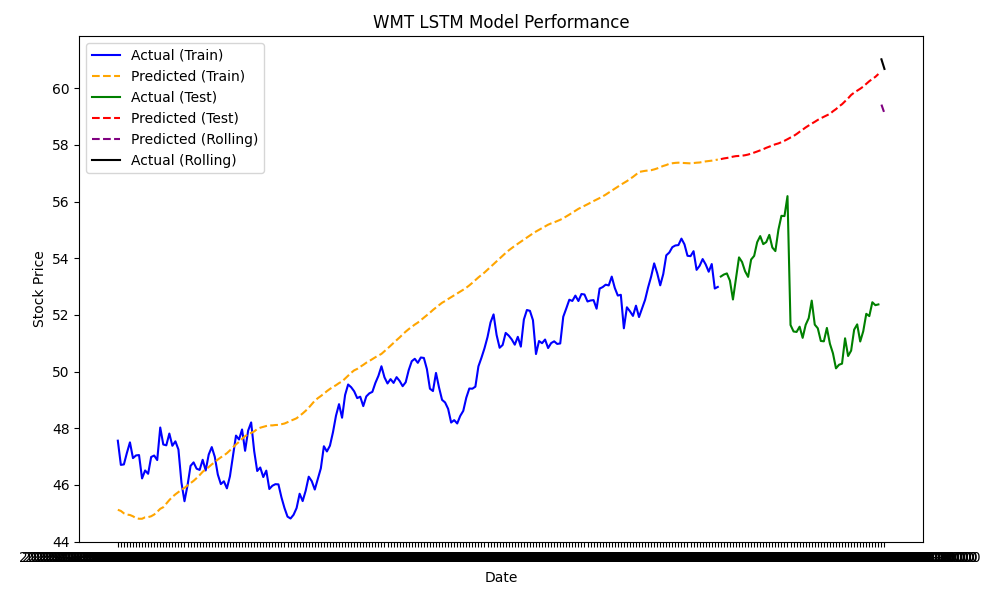 WMT LSTM Model Performance
Actual (Train)
Predicted (Train)
Actual (Test)
Predicted (Test)
Predicted (Rolling)
Actual (Rolling)
60
58
56
54
52
50
48
46
44
Stock Price
Date